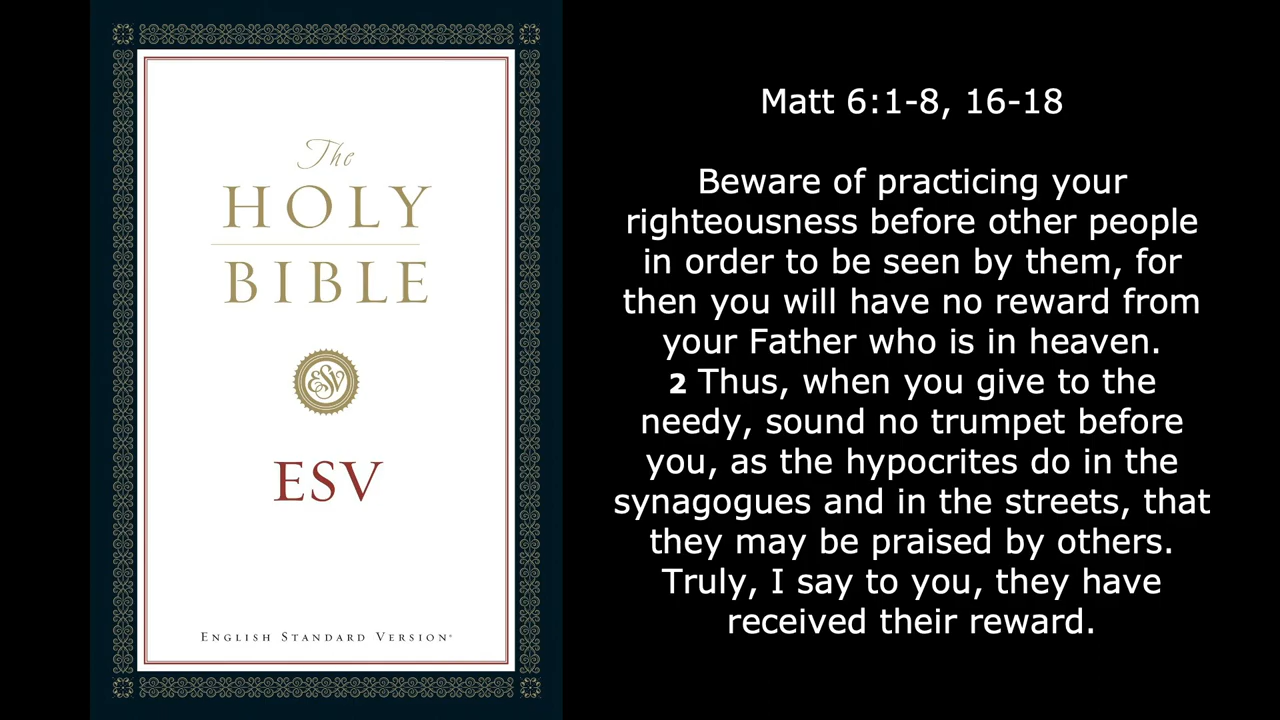 The
HOLY
BIBLE
ESV
ESV
ENGLISH STANDARD VERSION®
Matt 6:1-8, 16-18
Beware of practicing your
righteousness before other people
in order to be seen by them, for
then you will have no reward from
your Father who is in heaven.
2 Thus, when you give to the
needy, sound no trumpet before
you, as the hypocrites do in the
synagogues and in the streets, that
they may be praised by others.
Truly, I say to you, they have
received their reward.